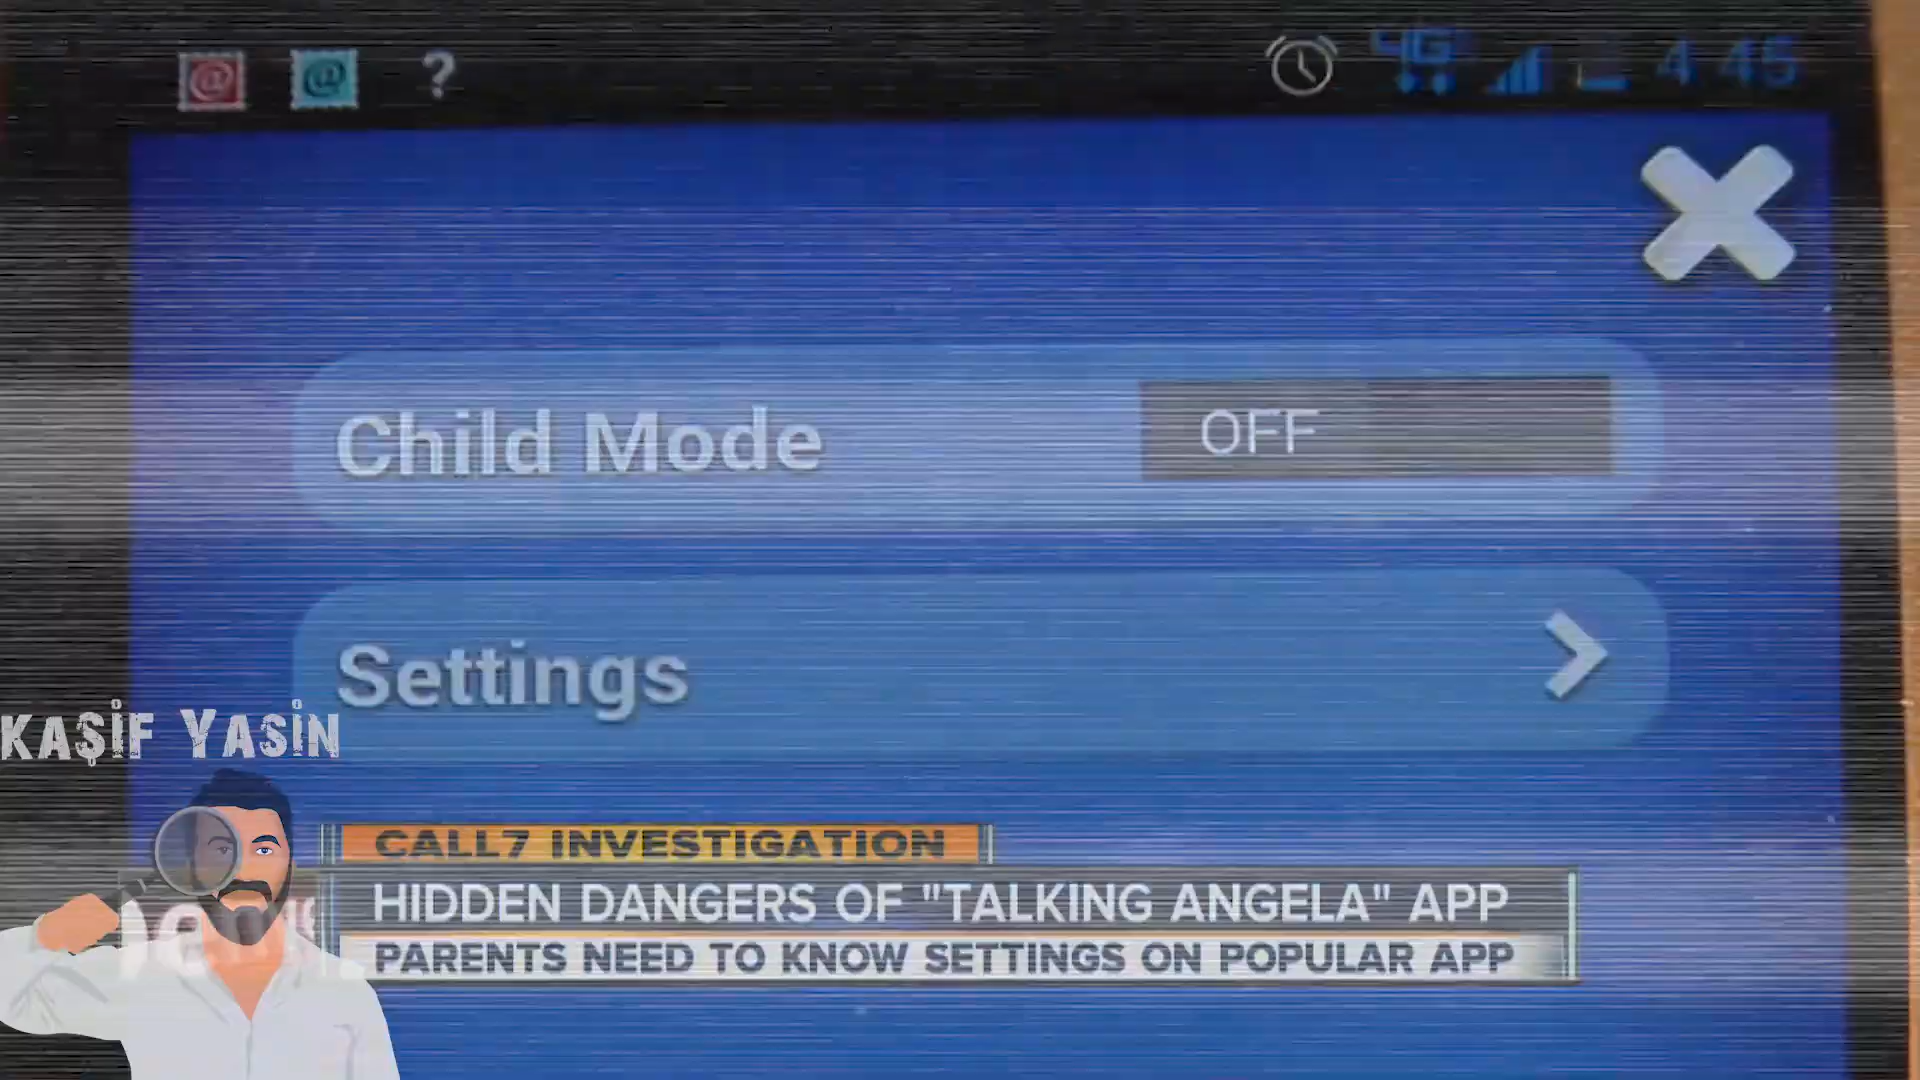 @ @ ? 4G 4 45
Child Mode OFF
Settings
KAŞİF YASİN
CALL7 INVESTIGATION
HIDDEN DANGERS OF "TALKING ANGELA" APP
PARENTS NEED TO KNOW SETTINGS ON POPULAR APP